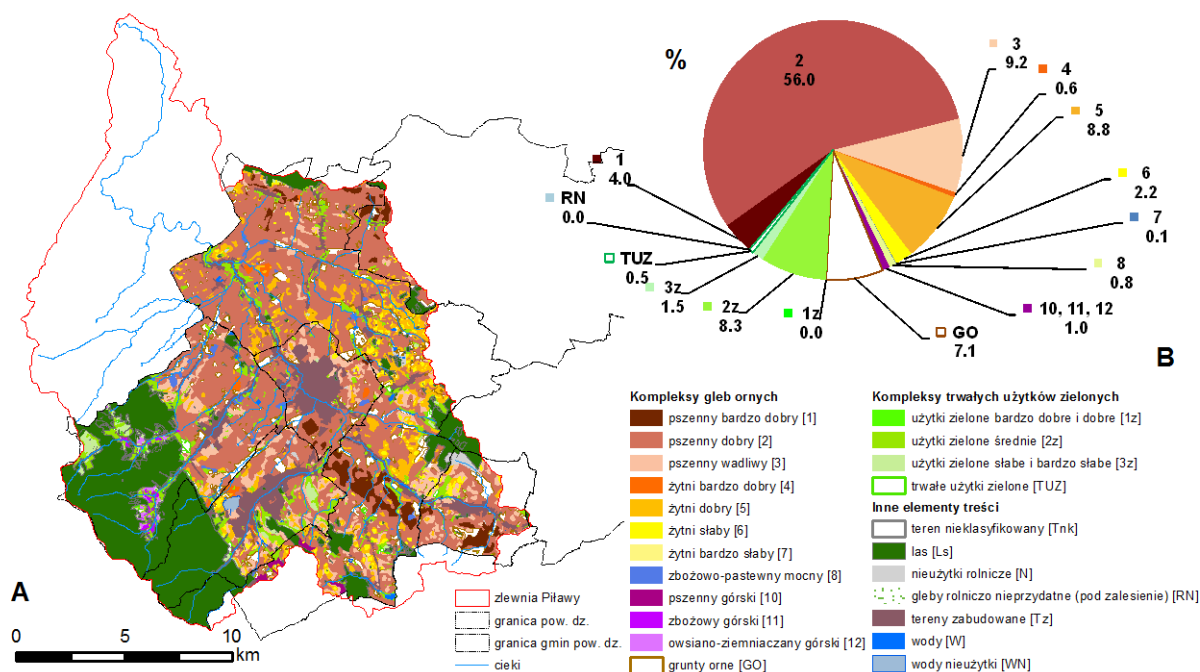 %
2
56.0
3
9.2
4
0.6
5
8.8
6
2.2
7
0.1
8
0.8
10, 11, 12
1.0
GO
7.1
1z
0.0
2z
8.3
3z
1.5
TUZ
0.5
RN
0.0
1
4.0
B
A
0 5 10
km
zlewnia Piławy
granica pow. dz.
granica gmin pow. dz.
cieki
Kompleksy gleb ornych
pszenny bardzo dobry [1]
pszenny dobry [2]
pszenny wadliwy [3]
żytni bardzo dobry [4]
żytni dobry [5]
żytni słaby [6]
żytni bardzo słaby [7]
zbożowo-pastewny mocny [8]
pszenny górski [10]
zbożowy górski [11]
owsiano-ziemniaczany górski [12]
grunty orne [GO]
Kompleksy trwałych użytków zielonych
użytki zielone bardzo dobre i dobre [1z]
użytki zielone średnie [2z]
użytki zielone słabe i bardzo słabe [3z]
trwałe użytki zielone [TUZ]
Inne elementy treści
teren nieklasyfikowany [Tnk]
las [Ls]
nieużytki rolnicze [N]
gleby rolniczo nieprzydatne (pod zalesienie) [RN]
tereny zabudowane [Tz]
wody [W]
wody nieużytki [WN]